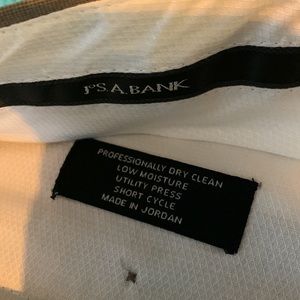 JOS.A.BANK
PROFESSIONALLY DRY CLEAN
LOW MOISTURE
UTILITY PRESS
SHORT CYCLE
MADE IN JORDAN